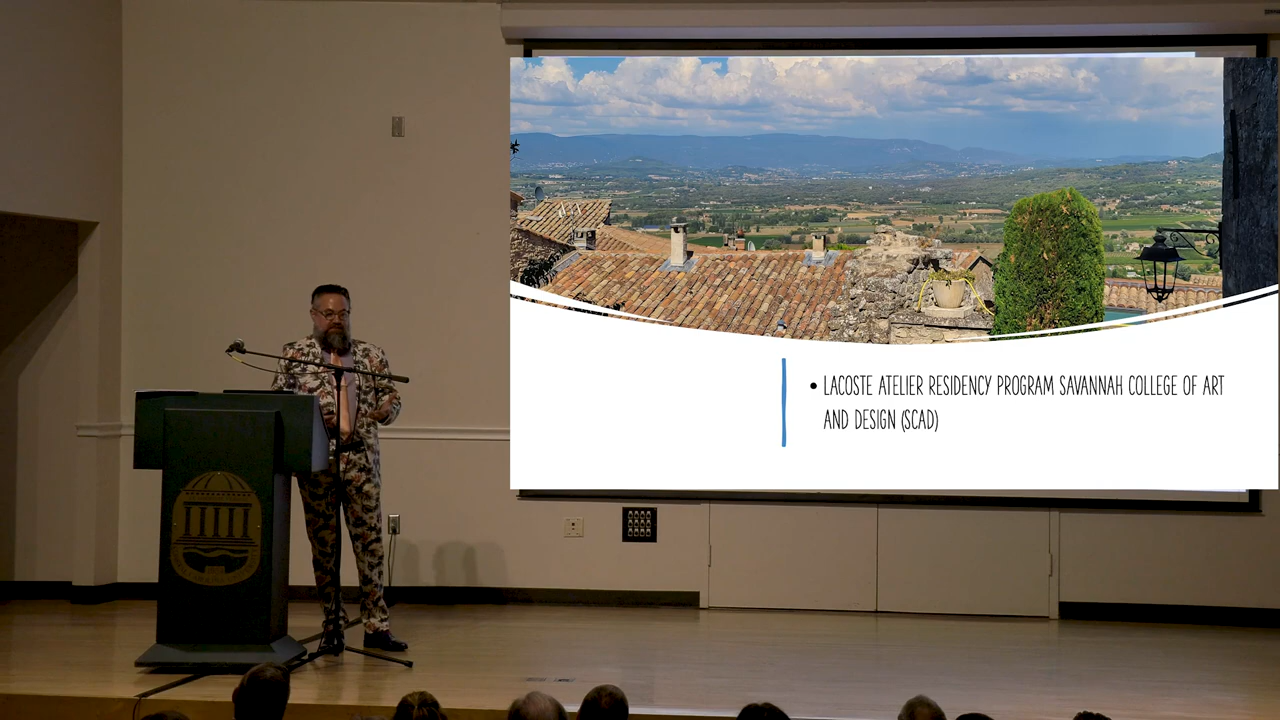 • LACOSTE ATELIER RESIDENCY PROGRAM SAVANNAH COLLEGE OF ART
AND DESIGN (SCAD)